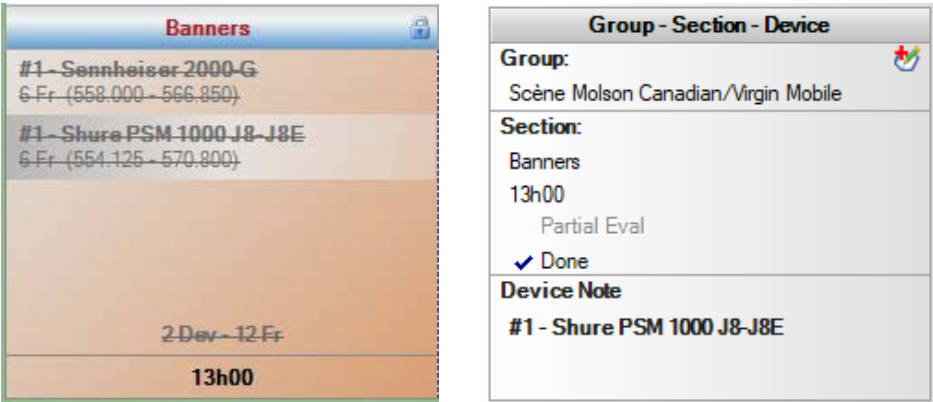 Banners
#1 - Sennheiser 2000-G
6 Fr (558.000 - 566.850)
#1 - Shure PSM 1000 J8-J8E
6 Fr (554.125 - 570.800)
2 Dev - 12 Fr
13h00
Group - Section - Device
Group:
Scène Molson Canadian/Virgin Mobile
Section:
Banners
13h00
Partial Eval
Done
Device Note
#1 - Shure PSM 1000 J8-J8E